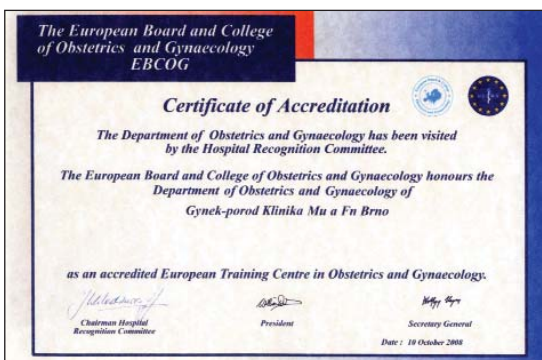 The European Board and College
of Obstetrics and Gynaecology
EBCOG
Certificate of Accreditation
The Department of Obstetrics and Gynaecology has been visited
by the Hospital Recognition Committee.
The European Board and College of Obstetrics and Gynaecology honours the
Department of Obstetrics and Gynaecology of
Gynek-porod Klinika Mu a Fn Brno
as an accredited European Training Centre in Obstetrics and Gynaecology.
Chairman Hospital
Recognition Committee
President
Secretary General
Date : 10 October 2008